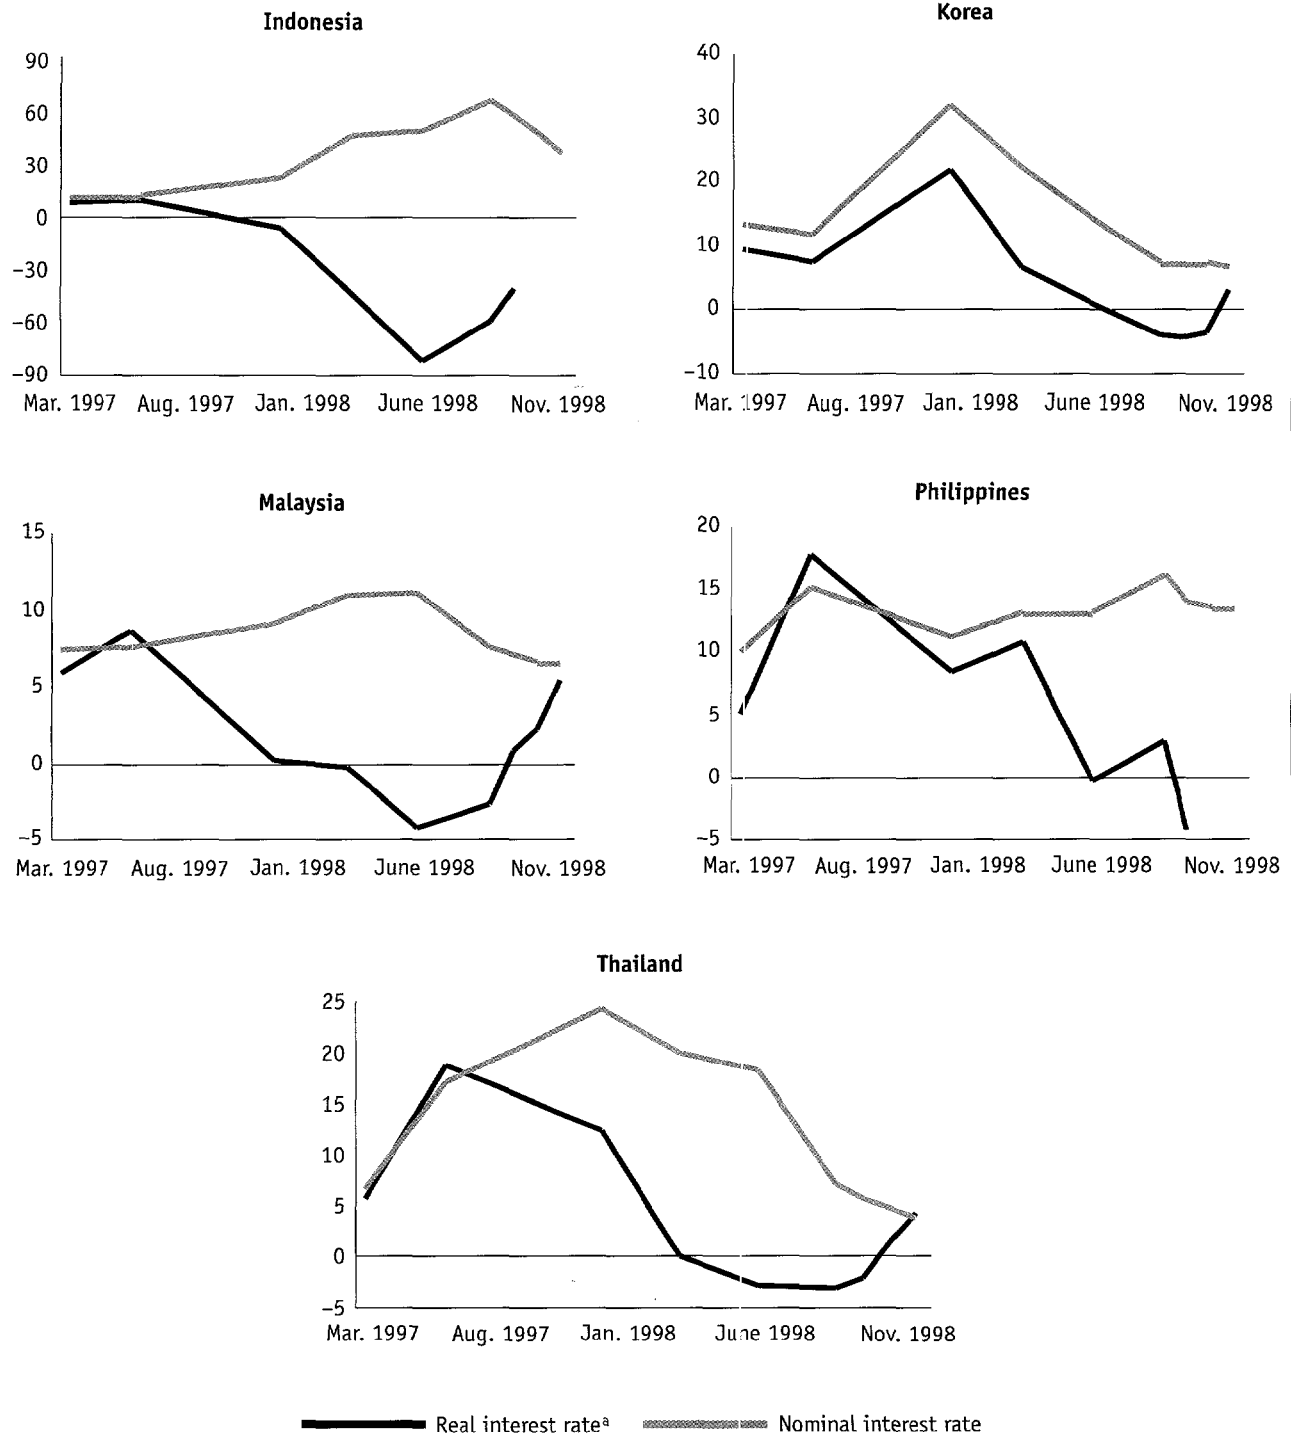 Indonesia
90
60
30
0
−30
−60
−90
Mar. 1997 Aug. 1997 Jan. 1998 June 1998 Nov. 1998
Korea
40
30
20
10
0
−10
Mar. 1997 Aug. 1997 Jan. 1998 June 1998 Nov. 1998
Malaysia
15
10
5
0
−5
Mar. 1997 Aug. 1997 Jan. 1998 June 1998 Nov. 1998
Philippines
20
15
10
5
0
−5
Mar. 1997 Aug. 1997 Jan. 1998 June 1998 Nov. 1998
Thailand
25
20
15
10
5
0
−5
Mar. 1997 Aug. 1997 Jan. 1998 June 1998 Nov. 1998
Real interest rateª Nominal interest rate